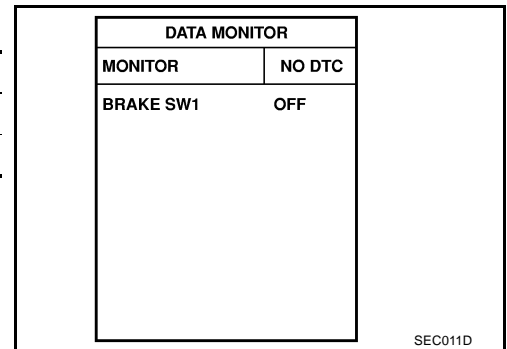 DATA MONITOR
MONITOR NO DTC
BRAKE SW1 OFF
SEC011D